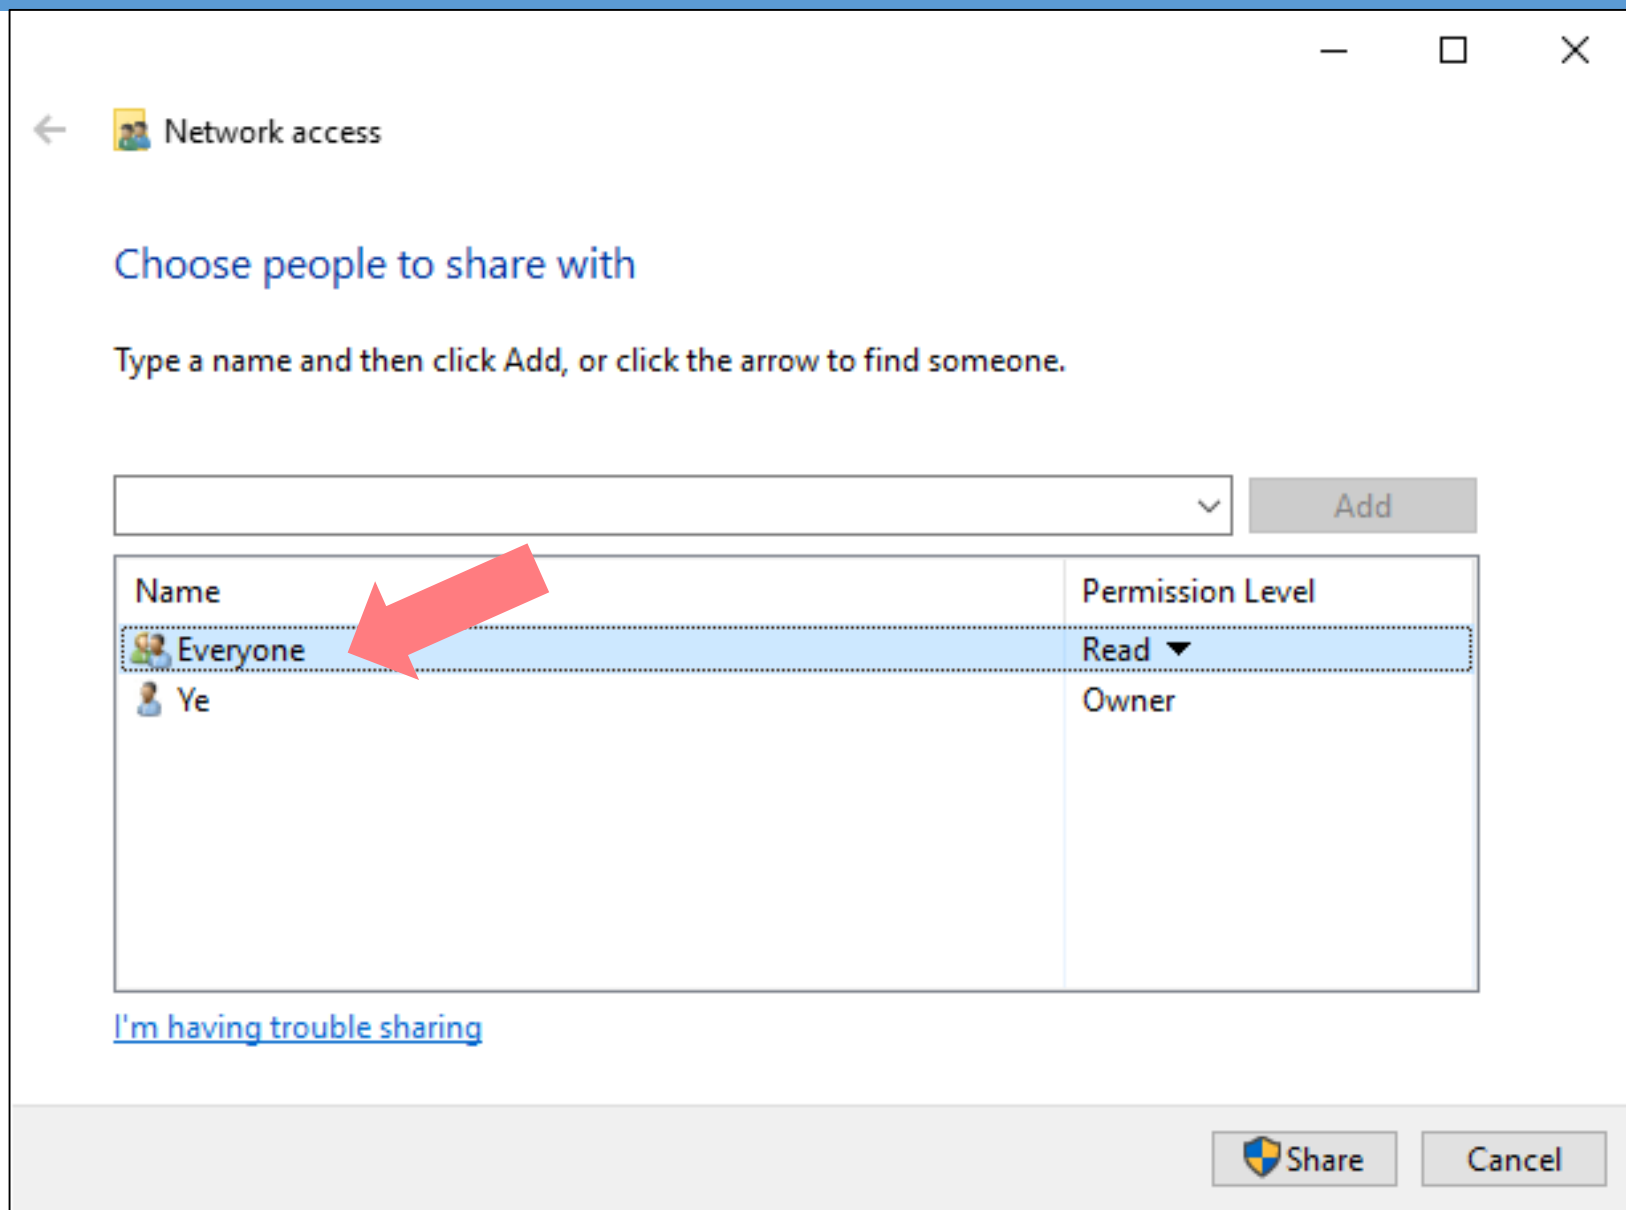 Network access
Choose people to share with
Type a name and then click Add, or click the arrow to find someone.
Add
Name Permission Level
Everyone Read
Ye Owner
I'm having trouble sharing
Share Cancel